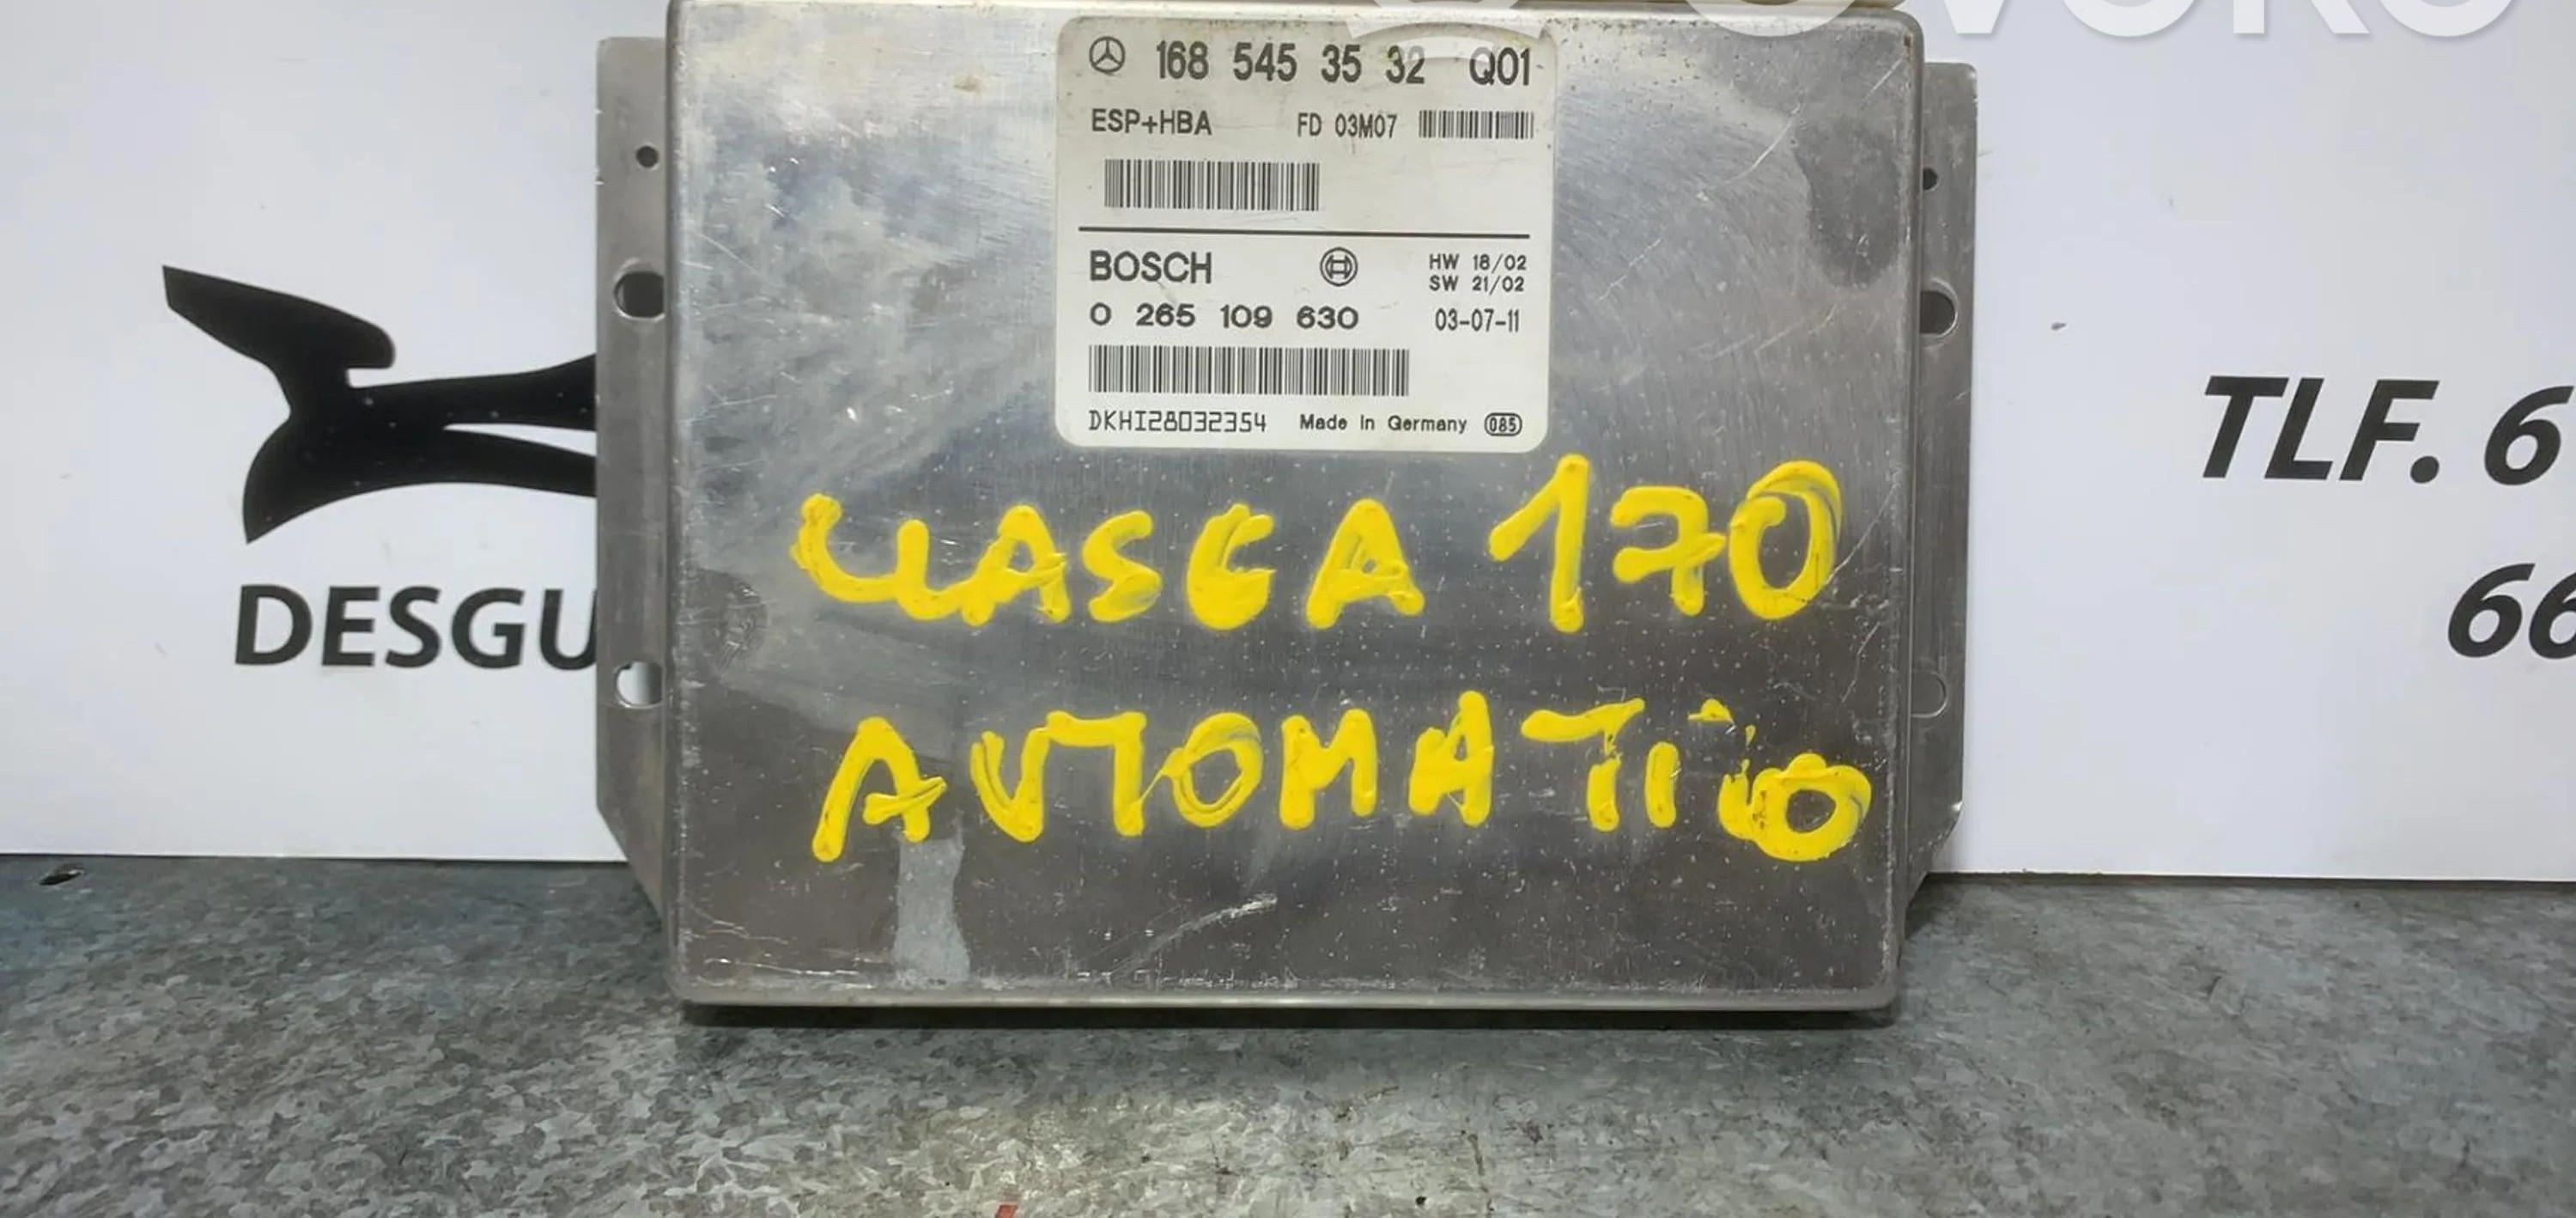 168 545 35 32 Q01
ESP+HBA FD 03M07
BOSCH HW 18/02
SW 21/02
0 265 109 630 03-07-11
DKHI28032354 Made In Germany 085
DESGU
TLF. 6
66
CLASEA 170
AUTOMATICO